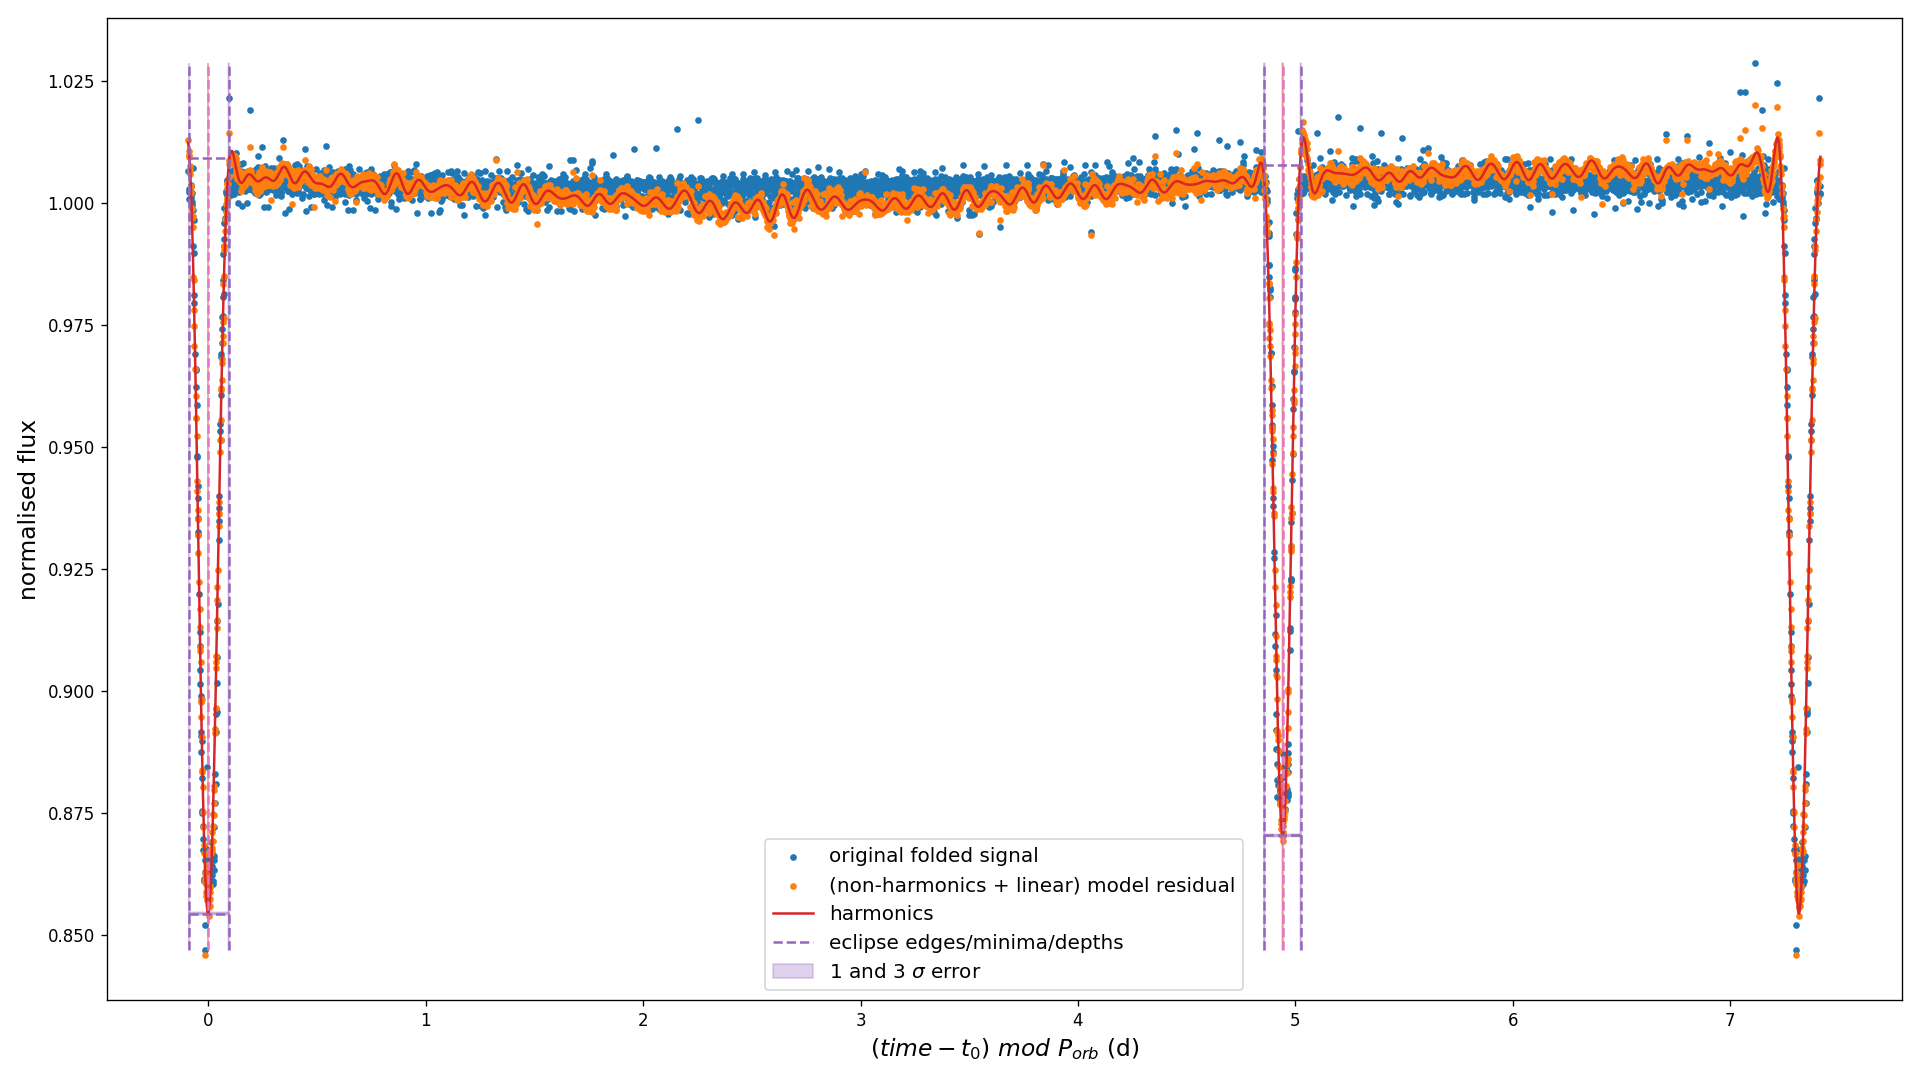 normalised flux
1.025
1.000
0.975
0.950
0.925
0.900
0.875
0.850
original folded signal
(non-harmonics + linear) model residual
harmonics
eclipse edges/minima/depths
1 and 3 σ error
0 1 2 3 4 5 6 7
(time − t₀) mod Pₒᵣb (d)